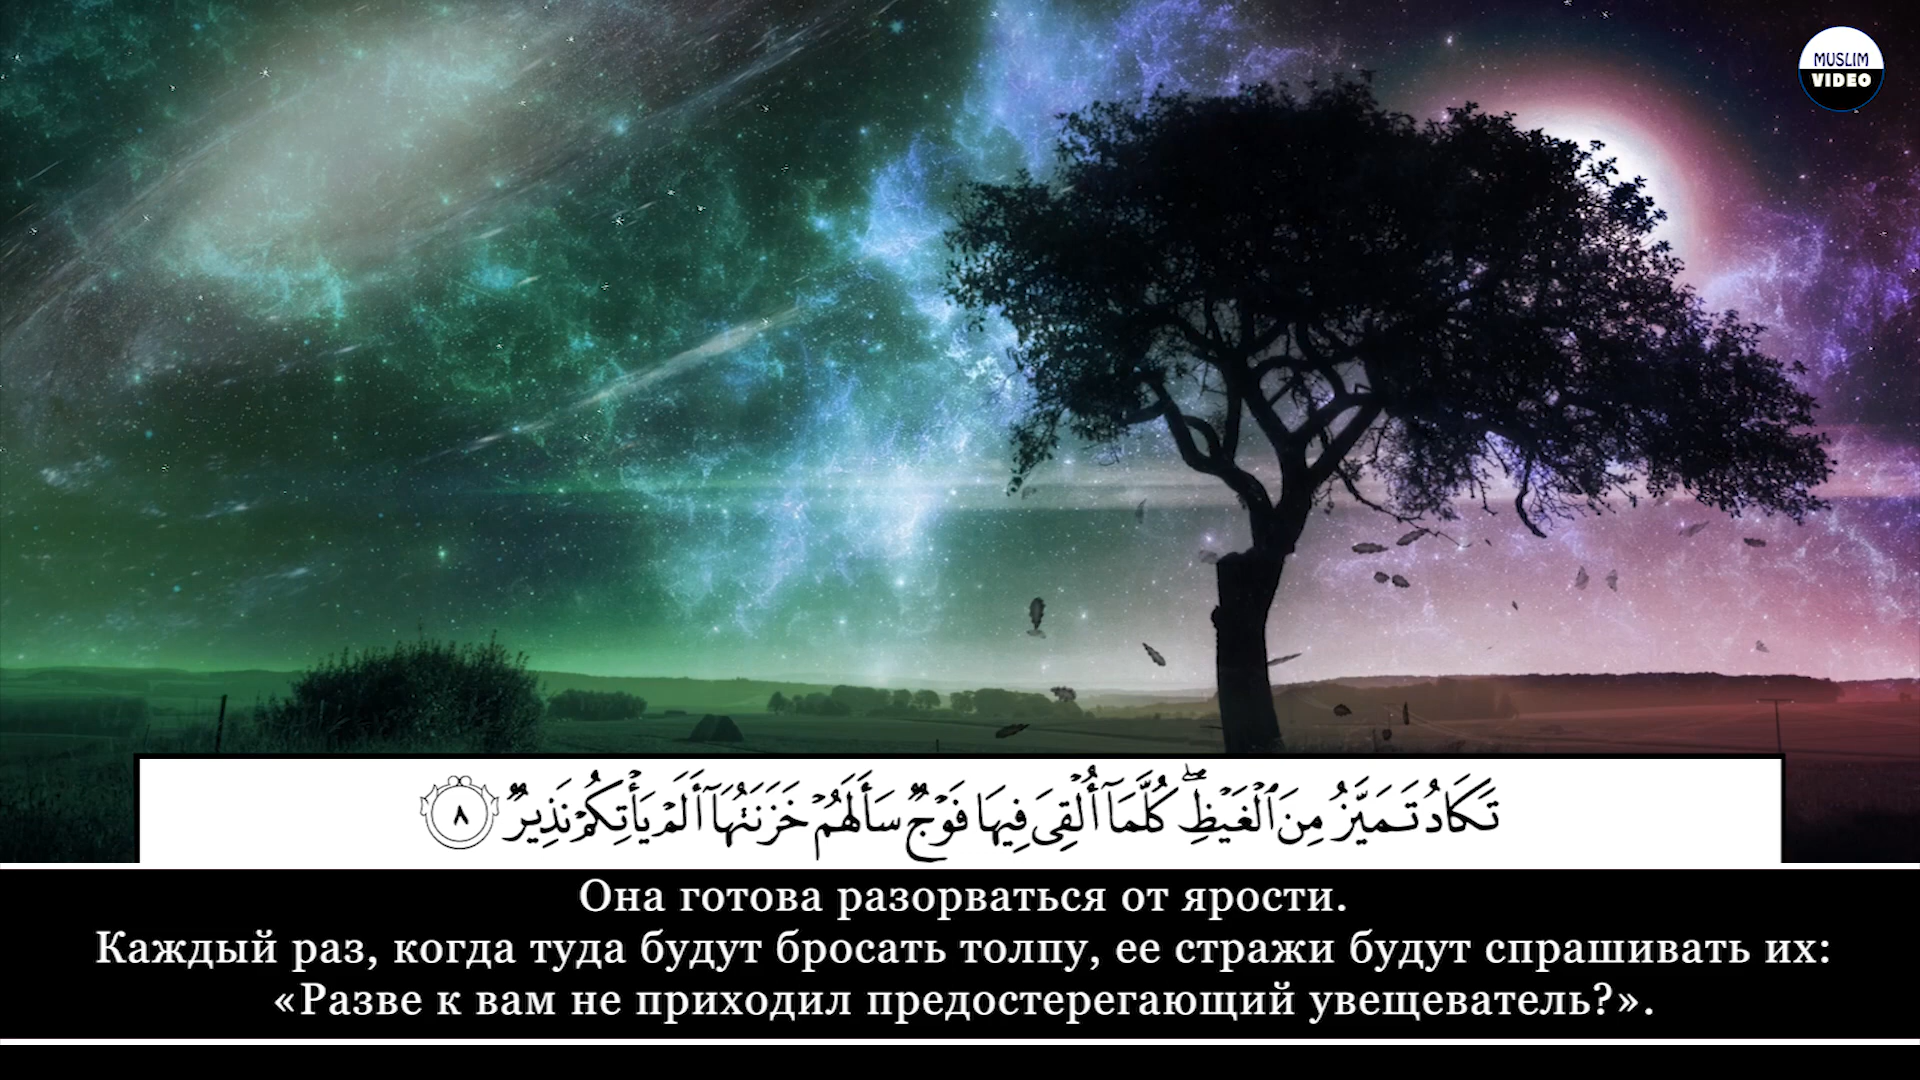 MUSLIM
VIDEO
تَكَادُ تَمَيَّزُ مِنَ ٱلْغَيْظِ ۖ كُلَّمَآ أُلْقِىَ فِيهَا فَوْجٌ سَأَلَهُمْ خَزَنَتُهَآ أَلَمْ يَأْتِكُمْ نَذِيرٌ ٨
Она готова разорваться от ярости.
Каждый раз, когда туда будут бросать толпу, ее стражи будут спрашивать их:
«Разве к вам не приходил предостерегающий увещеватель?».